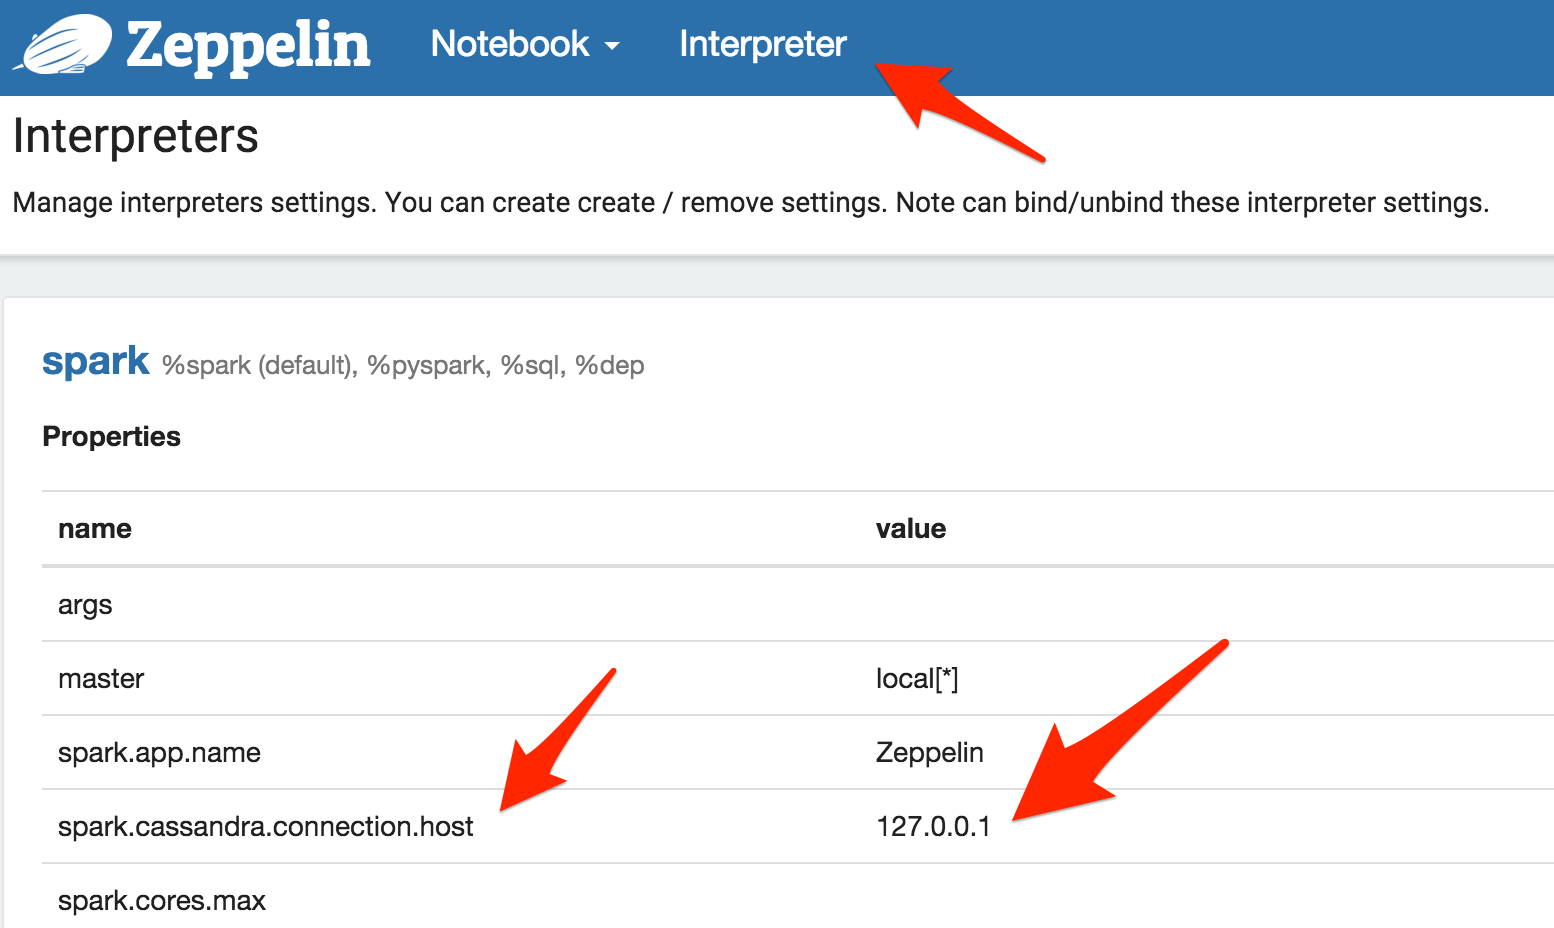 Zeppelin Notebook Interpreter
Interpreters
Manage interpreters settings. You can create create / remove settings. Note can bind/unbind these interpreter settings.
spark %spark (default), %pyspark, %sql, %dep
Properties
name value
args
master local[*]
spark.app.name Zeppelin
spark.cassandra.connection.host 127.0.0.1
spark.cores.max